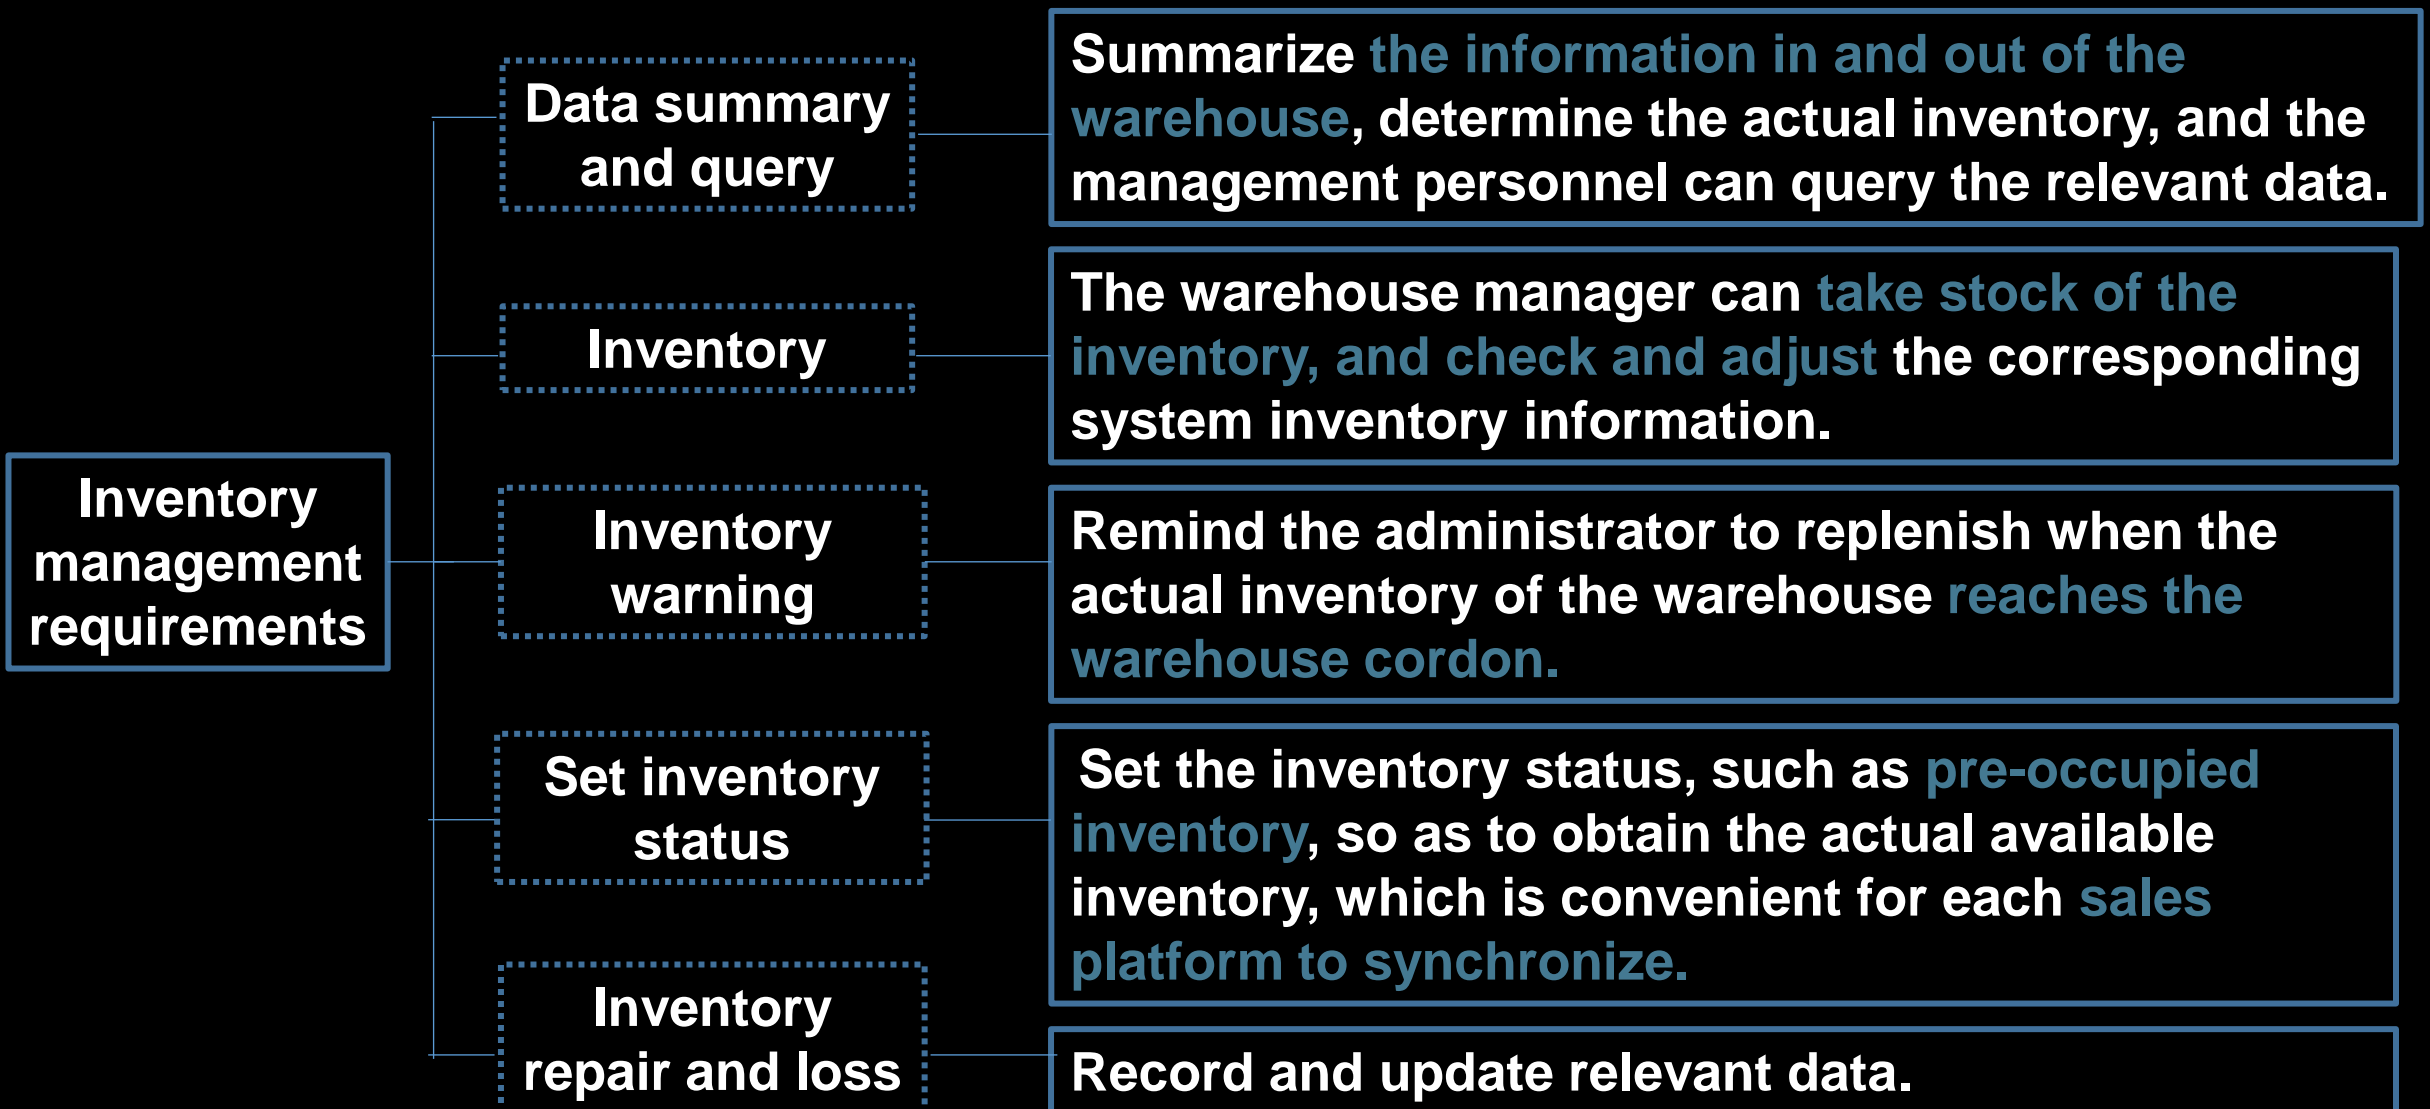 Inventory
management
requirements
Data summary
and query
Summarize the information in and out of the
warehouse, determine the actual inventory, and the
management personnel can query the relevant data.
Inventory
The warehouse manager can take stock of the
inventory, and check and adjust the corresponding
system inventory information.
Inventory
warning
Remind the administrator to replenish when the
actual inventory of the warehouse reaches the
warehouse cordon.
Set inventory
status
Set the inventory status, such as pre-occupied
inventory, so as to obtain the actual available
inventory, which is convenient for each sales
platform to synchronize.
Inventory
repair and loss
Record and update relevant data.